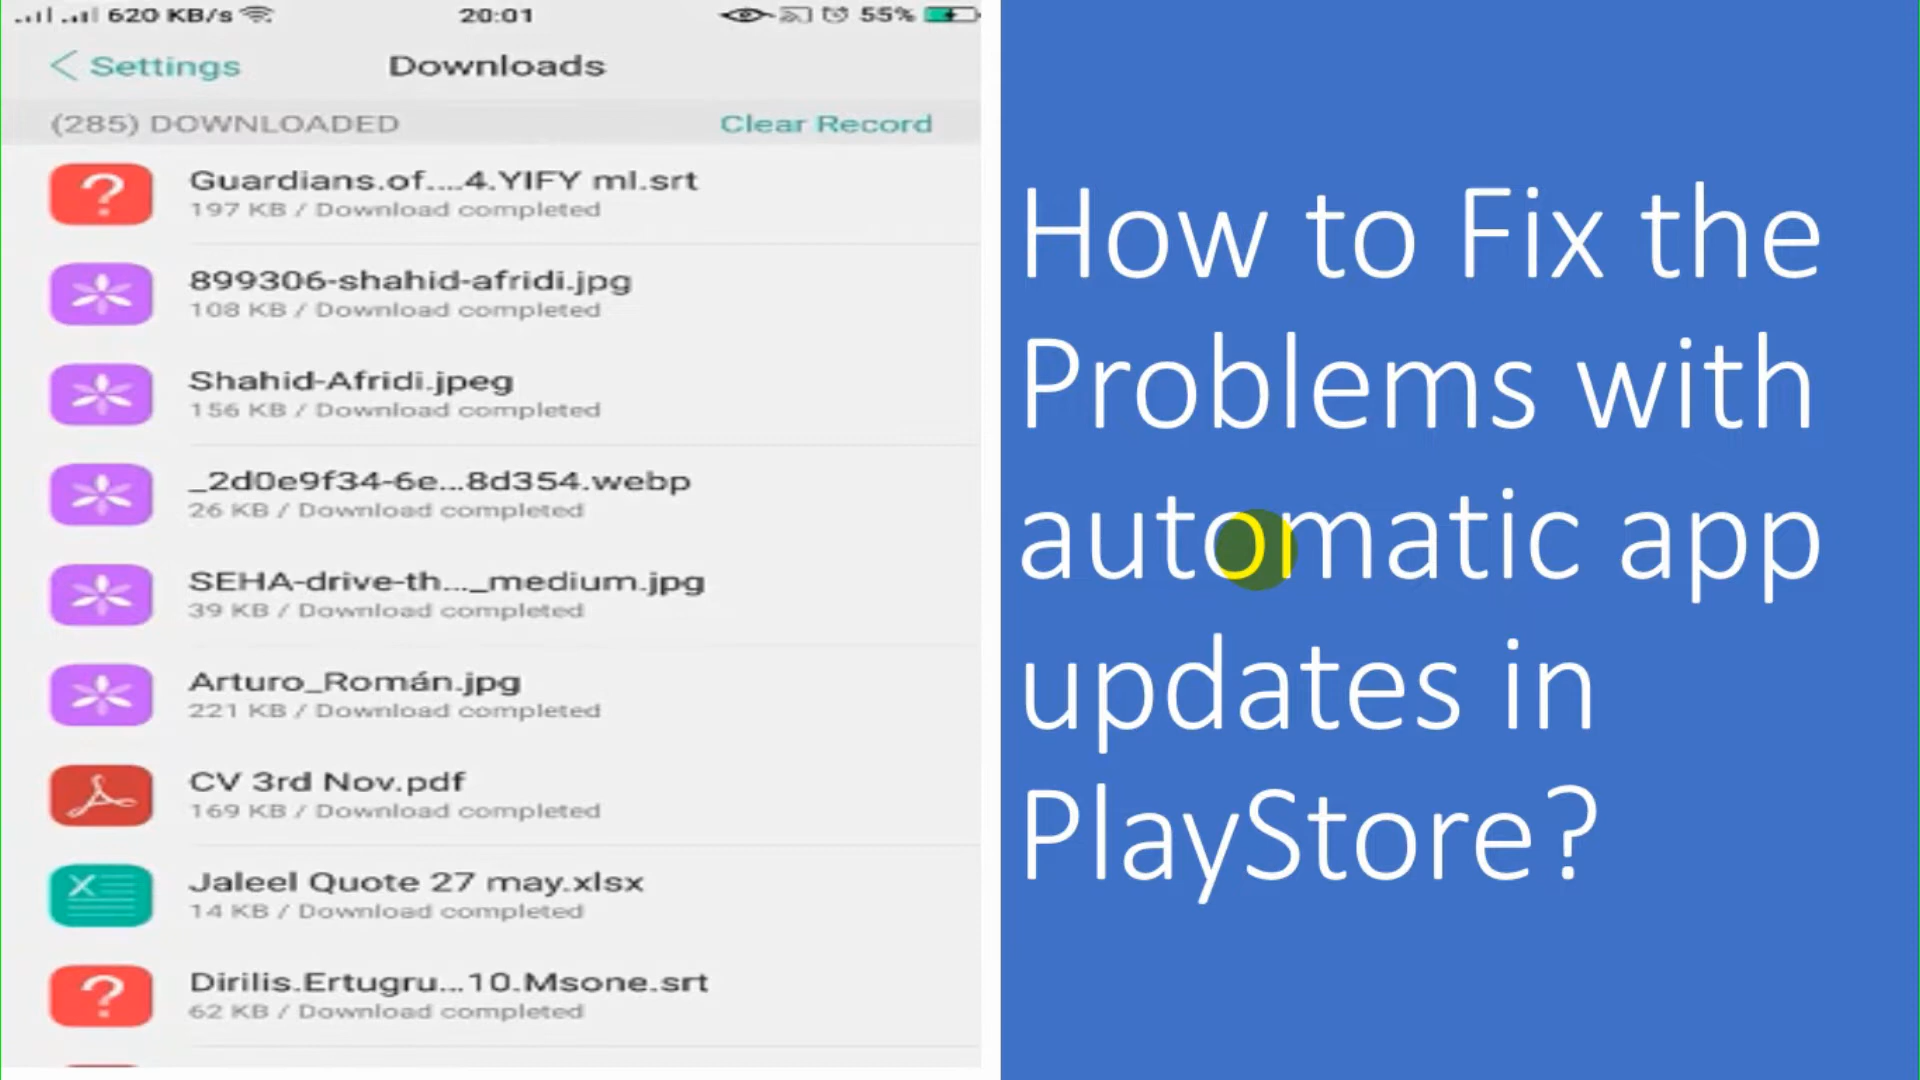 620 KB/s 20:01 55%
Settings Downloads
(285) DOWNLOADED Clear Record
Guardians.of....4.YIFY ml.srt
197 KB / Download completed
899306-shahid-afridi.jpg
108 KB / Download completed
Shahid-Afridi.jpeg
156 KB / Download completed
_2d0e9f34-6e...8d354.webp
26 KB / Download completed
SEHA-drive-th..._medium.jpg
39 KB / Download completed
Arturo_Román.jpg
221 KB / Download completed
CV 3rd Nov.pdf
169 KB / Download completed
Jaleel Quote 27 may.xlsx
14 KB / Download completed
Dirilis.Ertugru...10.Msone.srt
62 KB / Download completed
How to Fix the
Problems with
automatic app
updates in
PlayStore?